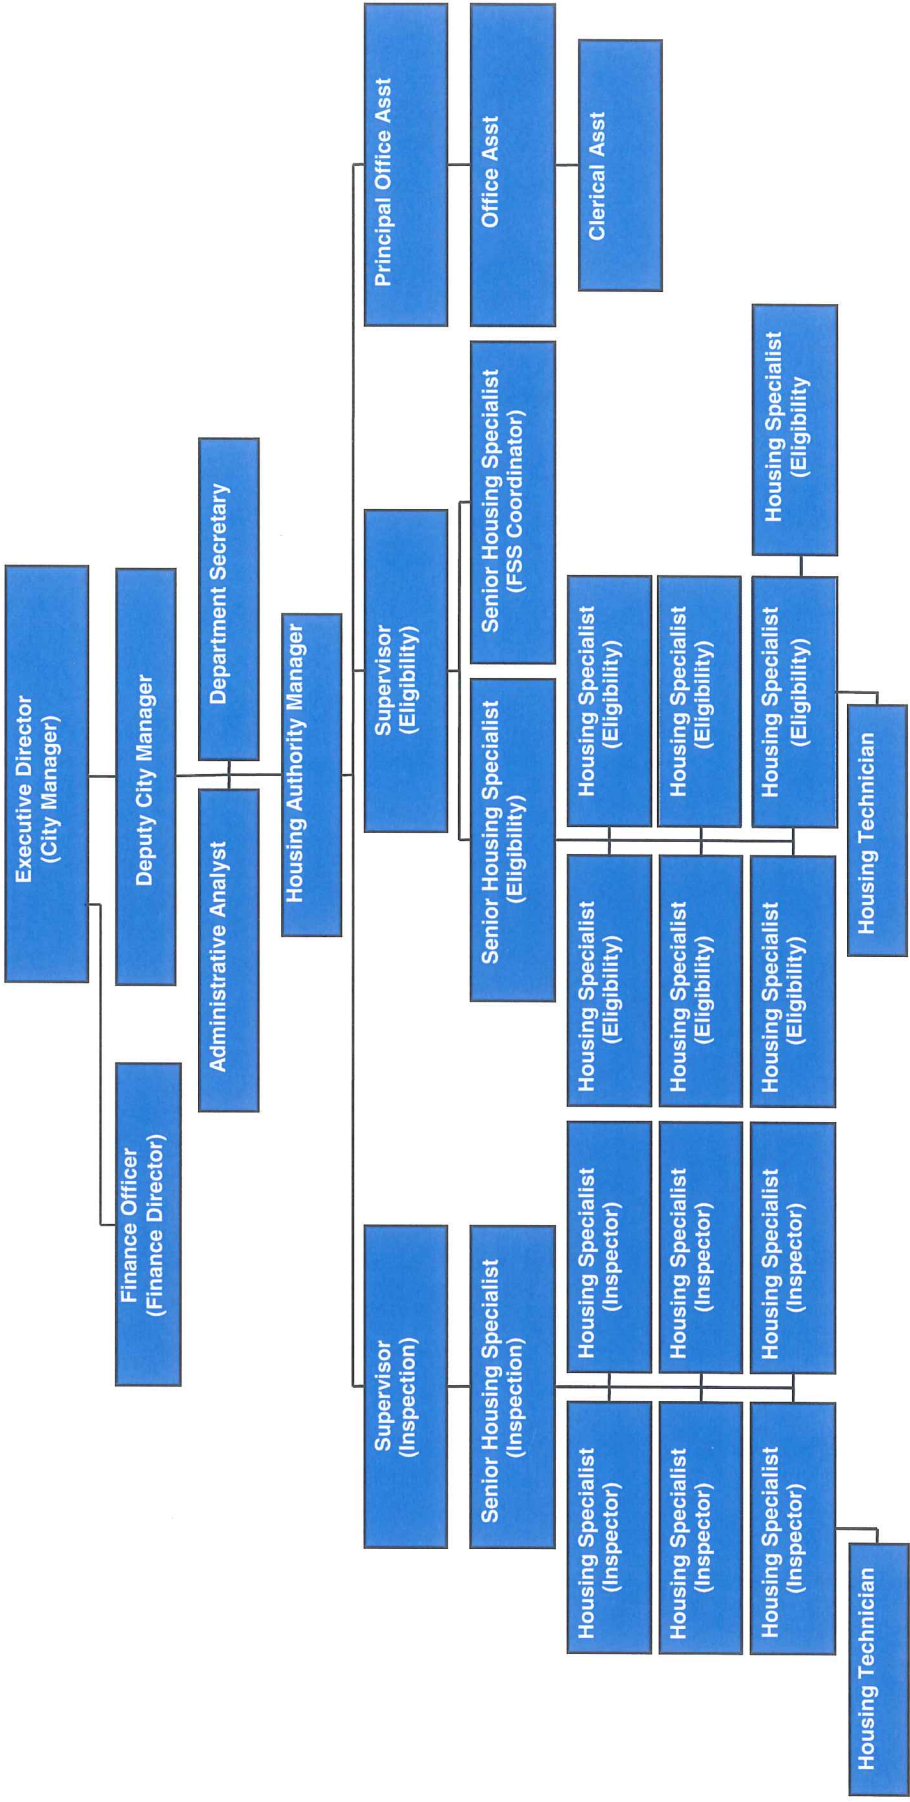 Executive Director
(City Manager)
Finance Officer
(Finance Director)
Deputy City Manager
Administrative Analyst
Department Secretary
Housing Authority Manager
Supervisor
(Inspection)
Supervisor
(Eligibility)
Principal Office Asst
Senior Housing Specialist
(Inspection)
Senior Housing Specialist
(Eligibility)
Senior Housing Specialist
(FSS Coordinator)
Office Asst
Housing Specialist
(Inspector)
Housing Specialist
(Inspector)
Housing Specialist
(Eligibility)
Housing Specialist
(Eligibility)
Clerical Asst
Housing Specialist
(Inspector)
Housing Specialist
(Inspector)
Housing Specialist
(Eligibility)
Housing Specialist
(Eligibility)
Housing Specialist
(Inspector)
Housing Specialist
(Inspector)
Housing Specialist
(Eligibility)
Housing Specialist
(Eligibility)
Housing Specialist
(Eligibility
Housing Technician
Housing Technician